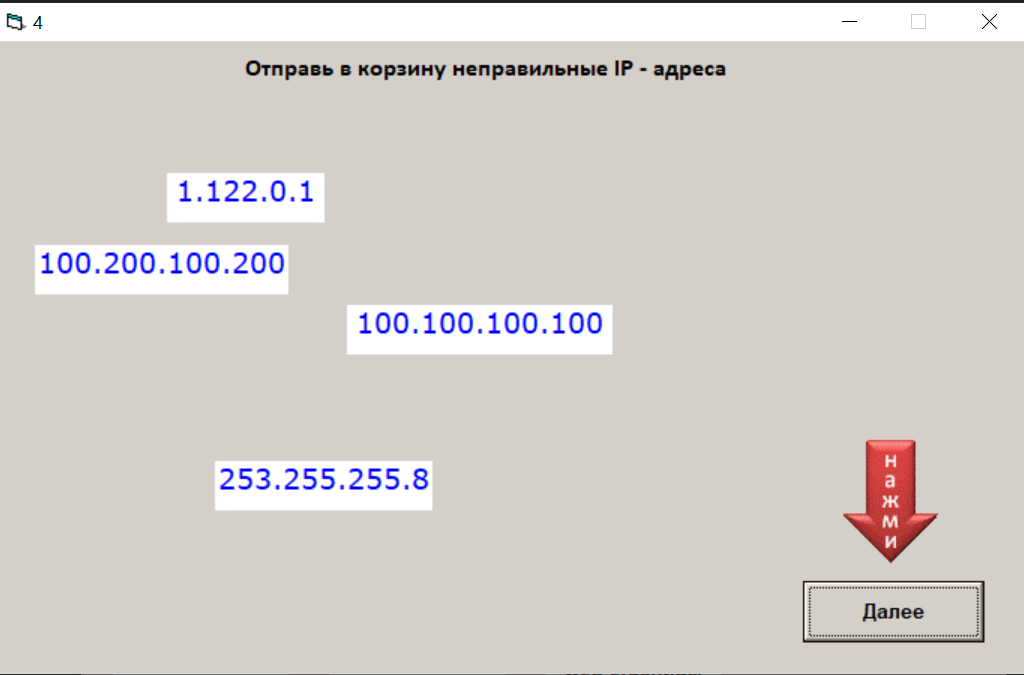 4
Отправь в корзину неправильные IP - адреса
1.122.0.1
100.200.100.200
100.100.100.100
253.255.255.8
нажми
Далее